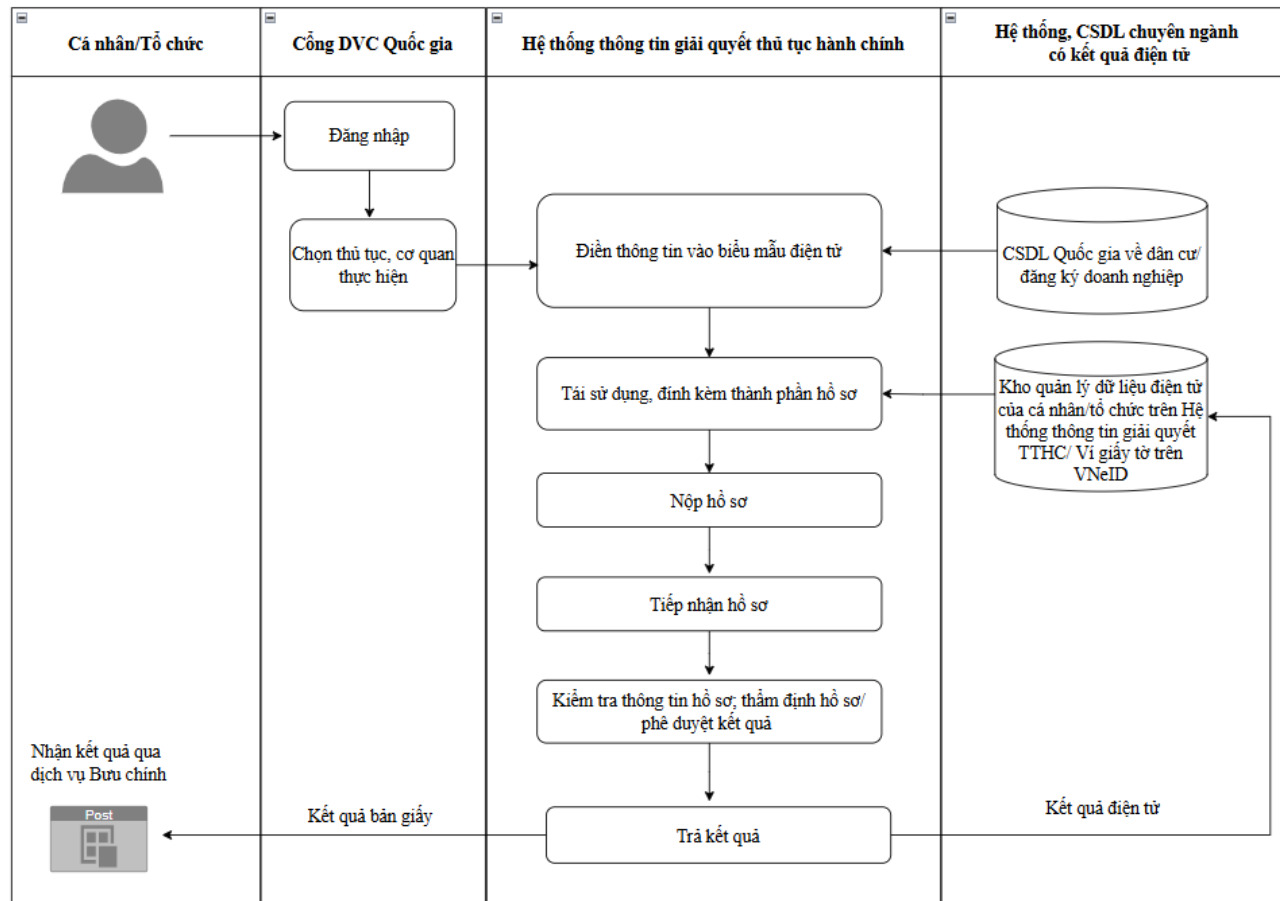 Cá nhân/Tổ chức
Cổng DVC Quốc gia
Hệ thống thông tin giải quyết thủ tục hành chính
Hệ thống, CSDL chuyên ngành
có kết quả điện tử
Đăng nhập
Chọn thủ tục, cơ quan
thực hiện
Điền thông tin vào biểu mẫu điện tử
CSDL Quốc gia về dân cư/
đăng ký doanh nghiệp
Tái sử dụng, đính kèm thành phần hồ sơ
Kho quản lý dữ liệu điện tử
của cá nhân/tổ chức trên Hệ
thống thông tin giải quyết
TTHC/ Ví giấy tờ trên
VNeID
Nộp hồ sơ
Tiếp nhận hồ sơ
Kiểm tra thông tin hồ sơ; thẩm định hồ sơ/
phê duyệt kết quả
Nhận kết quả qua
dịch vụ Bưu chính
Post
Kết quả bản giấy
Trả kết quả
Kết quả điện tử